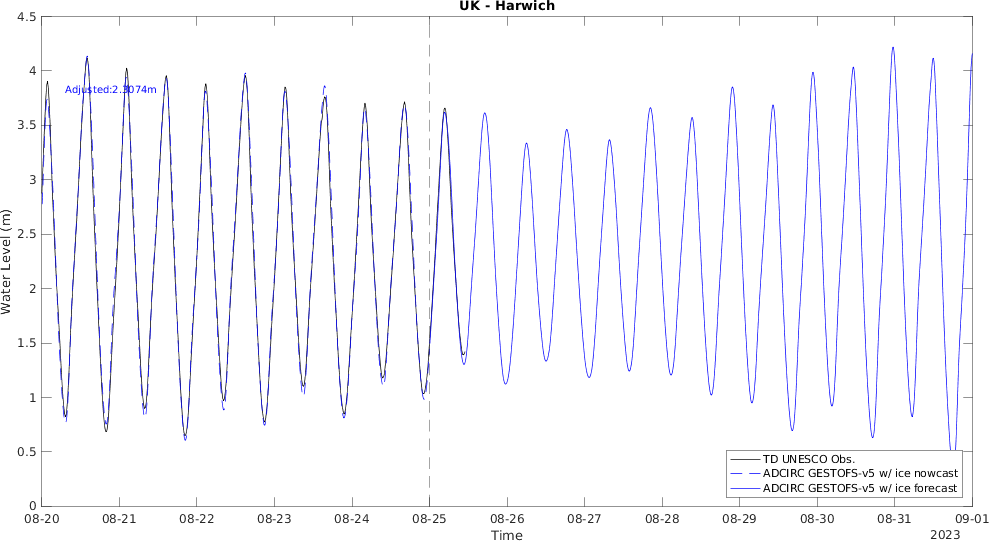 UK - Harwich
4.5
4
3.5
3
2.5
2
1.5
1
0.5
0
Water Level (m)
Adjusted:2.3074m
TD UNESCO Obs.
ADCIRC GESTOFS-v5 w/ ice nowcast
ADCIRC GESTOFS-v5 w/ ice forecast
08-20 08-21 08-22 08-23 08-24 08-25 08-26 08-27 08-28 08-29 08-30 08-31 09-01
Time
2023